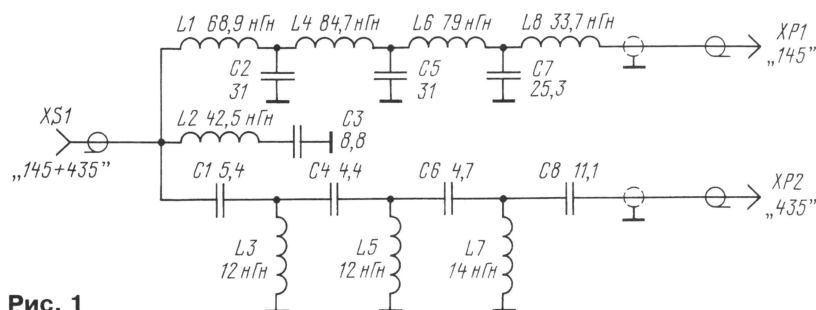 L1 68,9 нГн L4 84,7 нГн L6 79 нГн L8 33,7 нГн
XP1
„145”
C2
31
C5
31
C7
25,3
XS1
„145+435”
L2 42,5 нГн
C3
8,8
C1 5,4 C4 4,4 C6 4,7 C8 11,1
XP2
„435”
L3
12 нГн
L5
12 нГн
L7
14 нГн
Рис. 1